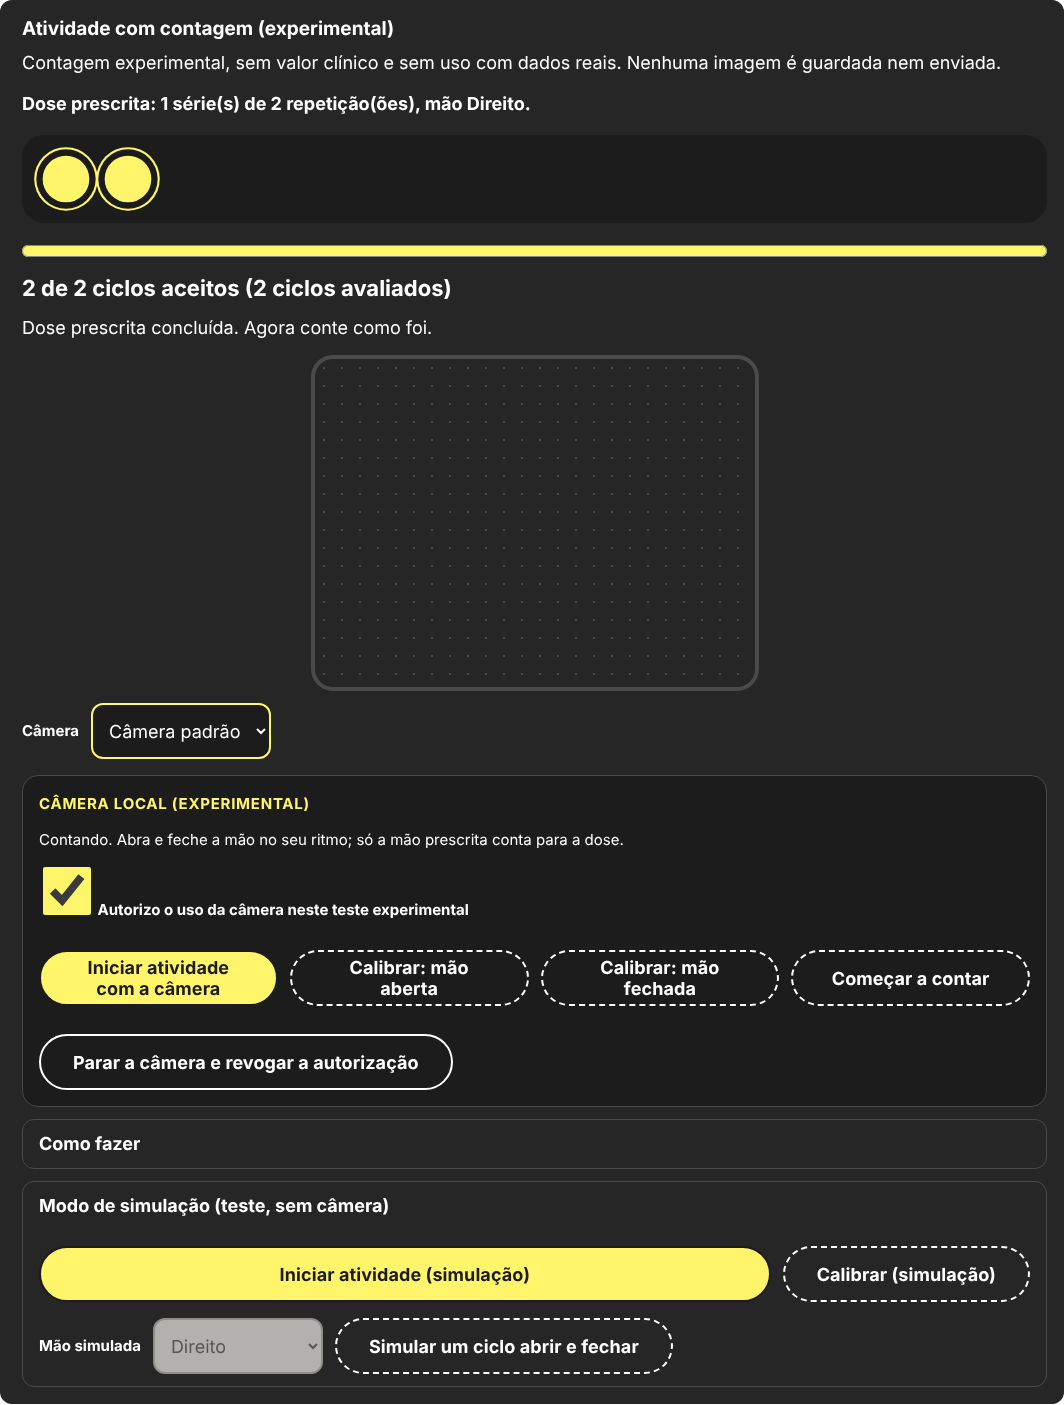 Atividade com contagem (experimental)
Contagem experimental, sem valor clínico e sem uso com dados reais. Nenhuma imagem é guardada nem enviada.
Dose prescrita: 1 série(s) de 2 repetição(ões), mão Direito.
2 de 2 ciclos aceitos (2 ciclos avaliados)
Dose prescrita concluída. Agora conte como foi.
Câmera
Câmera padrão
CÂMERA LOCAL (EXPERIMENTAL)
Contando. Abra e feche a mão no seu ritmo; só a mão prescrita conta para a dose.
Autorizo o uso da câmera neste teste experimental
Iniciar atividade
com a câmera
Calibrar: mão
aberta
Calibrar: mão
fechada
Começar a contar
Parar a câmera e revogar a autorização
Como fazer
Modo de simulação (teste, sem câmera)
Iniciar atividade (simulação)
Calibrar (simulação)
Mão simulada
Direito
Simular um ciclo abrir e fechar